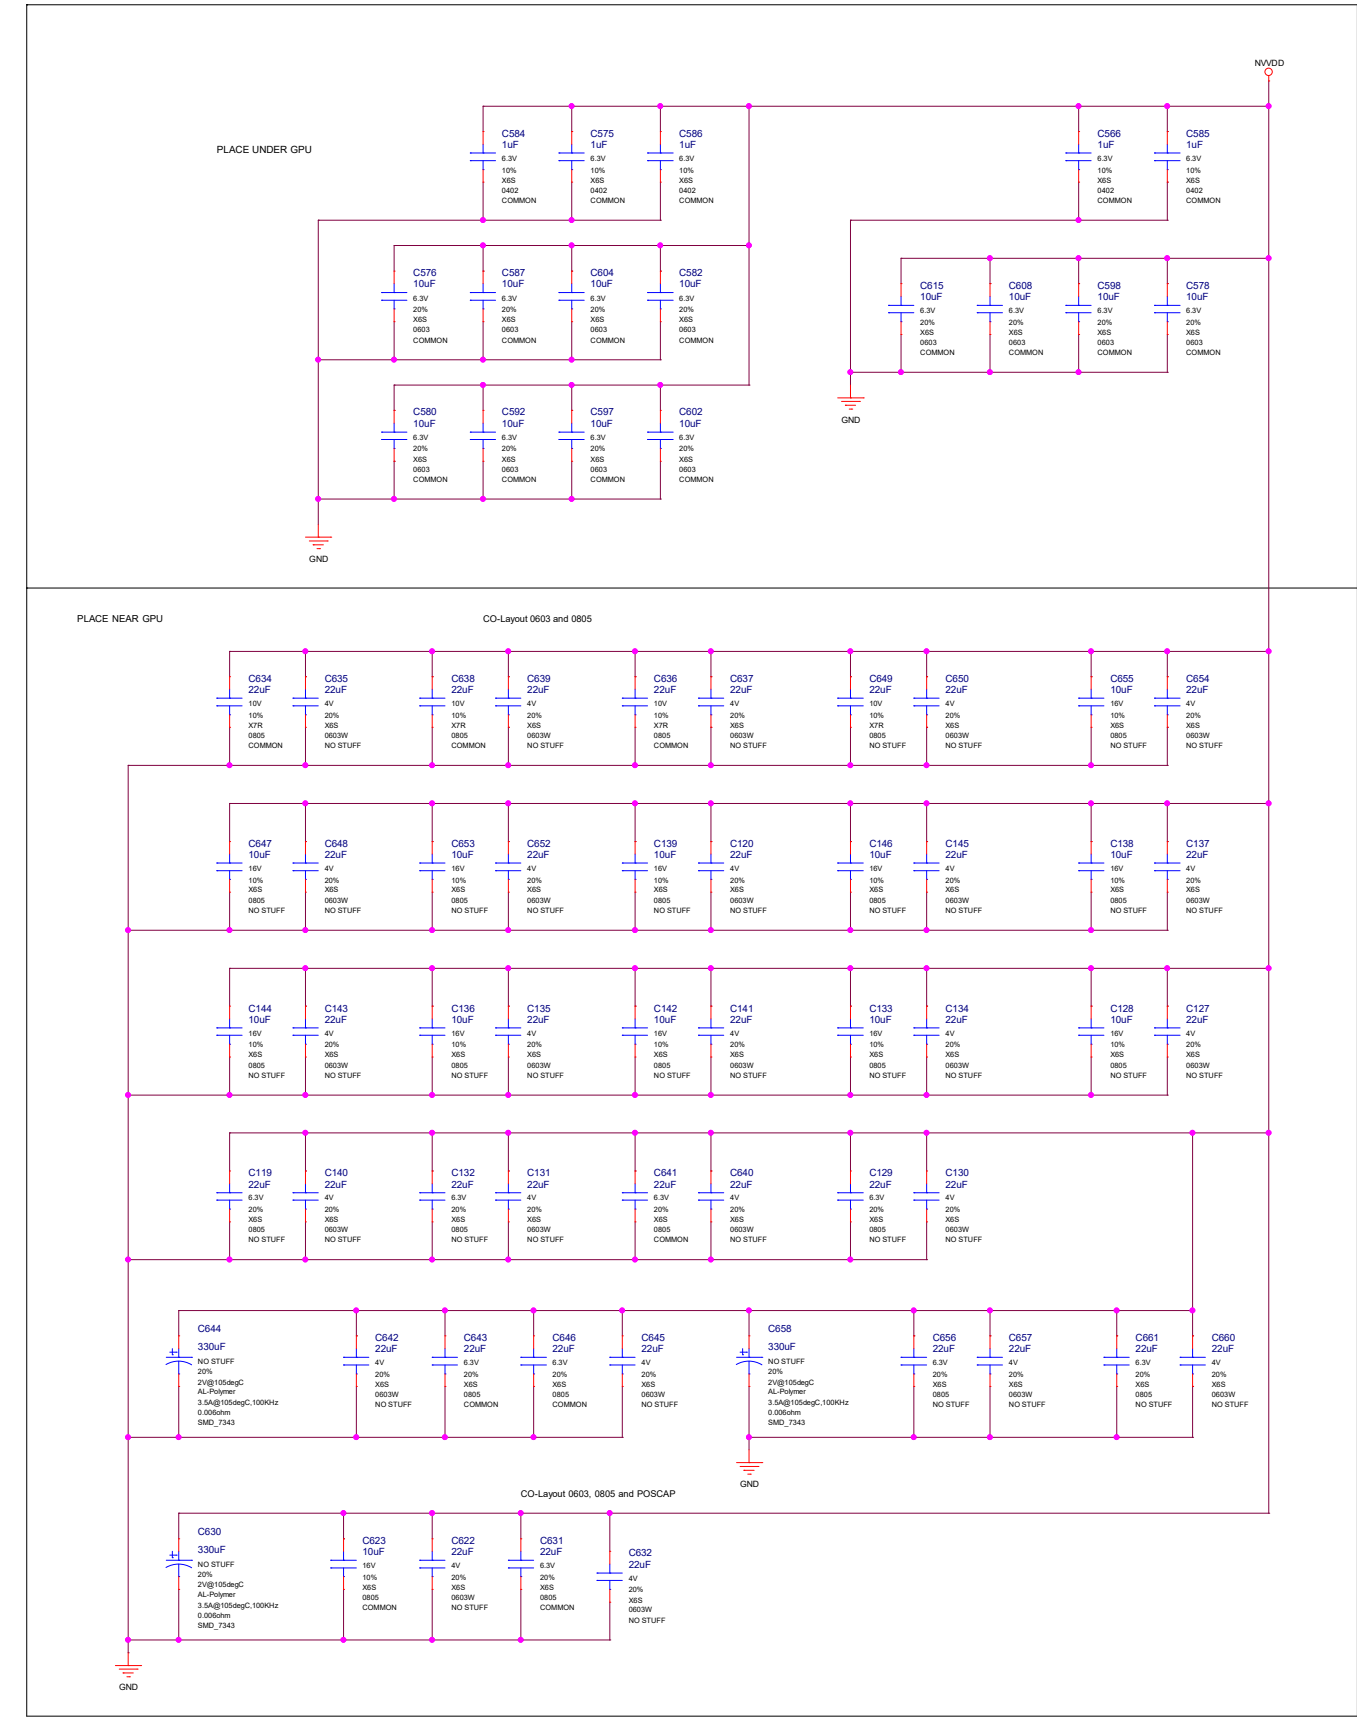 NVVDD
PLACE UNDER GPU
C584
1uF
6.3V
10%
X6S
0402
COMMON
C575
1uF
6.3V
10%
X6S
0402
COMMON
C586
1uF
6.3V
10%
X6S
0402
COMMON
C566
1uF
6.3V
10%
X6S
0402
COMMON
C585
1uF
6.3V
10%
X6S
0402
COMMON
C576
10uF
6.3V
20%
X6S
0603
COMMON
C587
10uF
6.3V
20%
X6S
0603
COMMON
C604
10uF
6.3V
20%
X6S
0603
COMMON
C582
10uF
6.3V
20%
X6S
0603
COMMON
C615
10uF
6.3V
20%
X6S
0603
COMMON
C608
10uF
6.3V
20%
X6S
0603
COMMON
C598
10uF
6.3V
20%
X6S
0603
COMMON
C578
10uF
6.3V
20%
X6S
0603
COMMON
GND
C580
10uF
6.3V
20%
X6S
0603
COMMON
C592
10uF
6.3V
20%
X6S
0603
COMMON
C597
10uF
6.3V
20%
X6S
0603
COMMON
C602
10uF
6.3V
20%
X6S
0603
COMMON
GND
PLACE NEAR GPU
CO-Layout 0603 and 0805
C634
22uF
10V
10%
X7R
0805
COMMON
C635
22uF
4V
20%
X6S
0603W
NO STUFF
C638
22uF
10V
10%
X7R
0805
COMMON
C639
22uF
4V
20%
X6S
0603W
NO STUFF
C636
22uF
10V
10%
X7R
0805
COMMON
C637
22uF
4V
20%
X6S
0603W
NO STUFF
C649
22uF
10V
10%
X7R
0805
NO STUFF
C650
22uF
4V
20%
X6S
0603W
NO STUFF
C655
10uF
16V
10%
X6S
0805
NO STUFF
C654
22uF
4V
20%
X6S
0603W
NO STUFF
C647
10uF
16V
10%
X6S
0805
NO STUFF
C648
22uF
4V
20%
X6S
0603W
NO STUFF
C653
10uF
16V
10%
X6S
0805
NO STUFF
C652
22uF
4V
20%
X6S
0603W
NO STUFF
C139
10uF
16V
10%
X6S
0805
NO STUFF
C120
22uF
4V
20%
X6S
0603W
NO STUFF
C146
10uF
16V
10%
X6S
0805
NO STUFF
C145
22uF
4V
20%
X6S
0603W
NO STUFF
C138
10uF
16V
10%
X6S
0805
NO STUFF
C137
22uF
4V
20%
X6S
0603W
NO STUFF
C144
10uF
16V
10%
X6S
0805
NO STUFF
C143
22uF
4V
20%
X6S
0603W
NO STUFF
C136
10uF
16V
10%
X6S
0805
NO STUFF
C135
22uF
4V
20%
X6S
0603W
NO STUFF
C142
10uF
16V
10%
X6S
0805
NO STUFF
C141
22uF
4V
20%
X6S
0603W
NO STUFF
C133
10uF
16V
10%
X6S
0805
NO STUFF
C134
22uF
4V
20%
X6S
0603W
NO STUFF
C128
10uF
16V
10%
X6S
0805
NO STUFF
C127
22uF
4V
20%
X6S
0603W
NO STUFF
C119
22uF
6.3V
20%
X6S
0805
NO STUFF
C140
22uF
4V
20%
X6S
0603W
NO STUFF
C132
22uF
6.3V
20%
X6S
0805
NO STUFF
C131
22uF
4V
20%
X6S
0603W
NO STUFF
C641
22uF
6.3V
20%
X6S
0805
COMMON
C640
22uF
4V
20%
X6S
0603W
NO STUFF
C129
22uF
6.3V
20%
X6S
0805
NO STUFF
C130
22uF
4V
20%
X6S
0603W
NO STUFF
C644
330uF
NO STUFF
20%
2V@105degC
AL-Polymer
3.5A@105degC,100KHz
0.006ohm
SMD_7343
C642
22uF
4V
20%
X6S
0603W
NO STUFF
C643
22uF
6.3V
20%
X6S
0805
COMMON
C646
22uF
6.3V
20%
X6S
0805
COMMON
C645
22uF
4V
20%
X6S
0603W
NO STUFF
C658
330uF
NO STUFF
20%
2V@105degC
AL-Polymer
3.5A@105degC,100KHz
0.006ohm
SMD_7343
C656
22uF
6.3V
20%
X6S
0805
NO STUFF
C657
22uF
4V
20%
X6S
0603W
NO STUFF
C661
22uF
6.3V
20%
X6S
0805
NO STUFF
C660
22uF
4V
20%
X6S
0603W
NO STUFF
GND
CO-Layout 0603, 0805 and POSCAP
C630
330uF
NO STUFF
20%
2V@105degC
AL-Polymer
3.5A@105degC,100KHz
0.006ohm
SMD_7343
C623
10uF
16V
10%
X6S
0805
COMMON
C622
22uF
4V
20%
X6S
0603W
NO STUFF
C631
22uF
6.3V
20%
X6S
0805
COMMON
C632
22uF
4V
20%
X6S
0603W
NO STUFF
GND